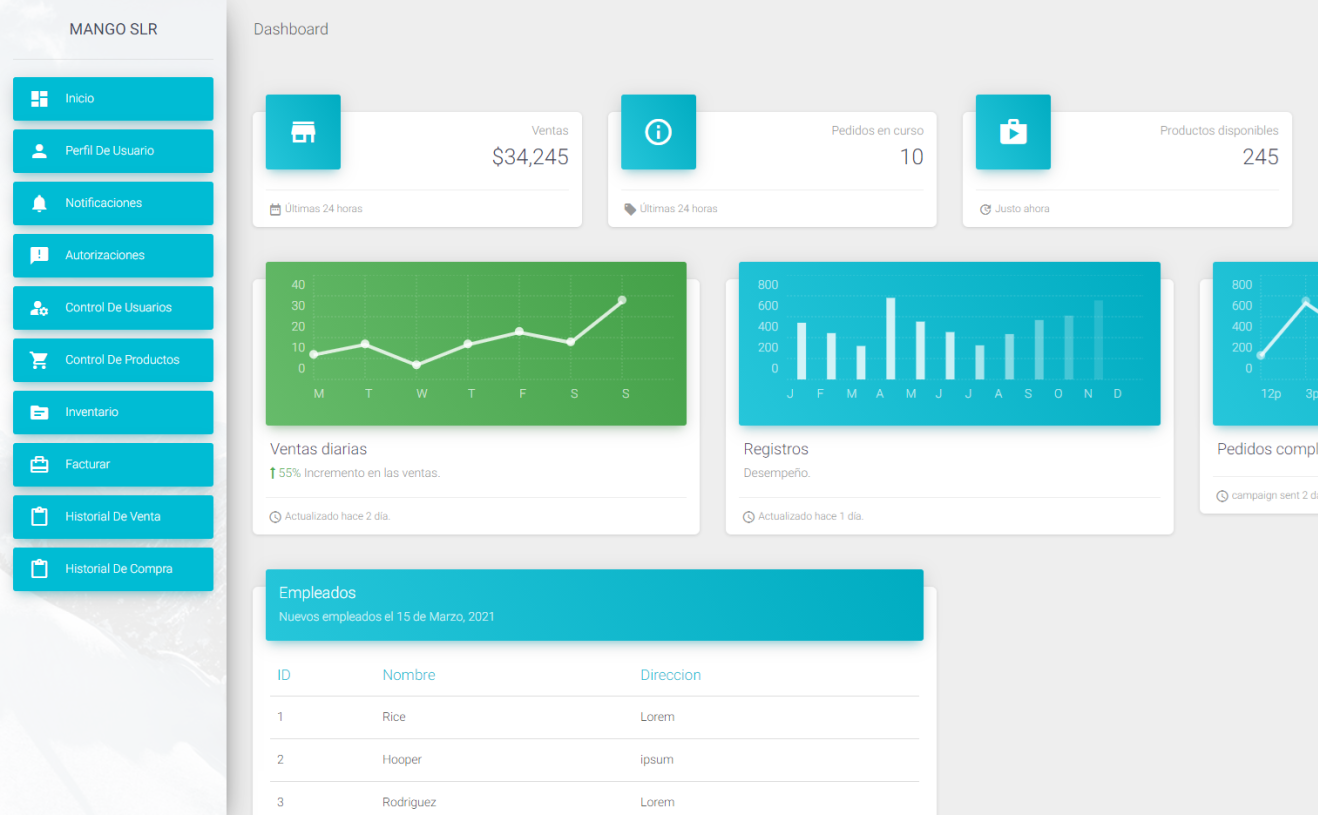 MANGO SLR
Inicio
Perfil De Usuario
Notificaciones
Autorizaciones
Control De Usuarios
Control De Productos
Inventario
Facturar
Historial De Venta
Historial De Compra
Dashboard
Ventas
$34,245
Últimas 24 horas
Pedidos en curso
10
Últimas 24 horas
Productos disponibles
245
Justo ahora
40
30
20
10
0
M T W T F S S
Ventas diarias
55% Incremento en las ventas.
Actualizado hace 2 día.
800
600
400
200
0
J F M A M J J A S O N D
Registros
Desempeño.
Actualizado hace 1 día.
800
600
400
200
0
12p 3p
Pedidos compl
campaign sent 2 da
Empleados
Nuevos empleados el 15 de Marzo, 2021
ID Nombre Direccion
1 Rice Lorem
2 Hooper ipsum
3 Rodriguez Lorem